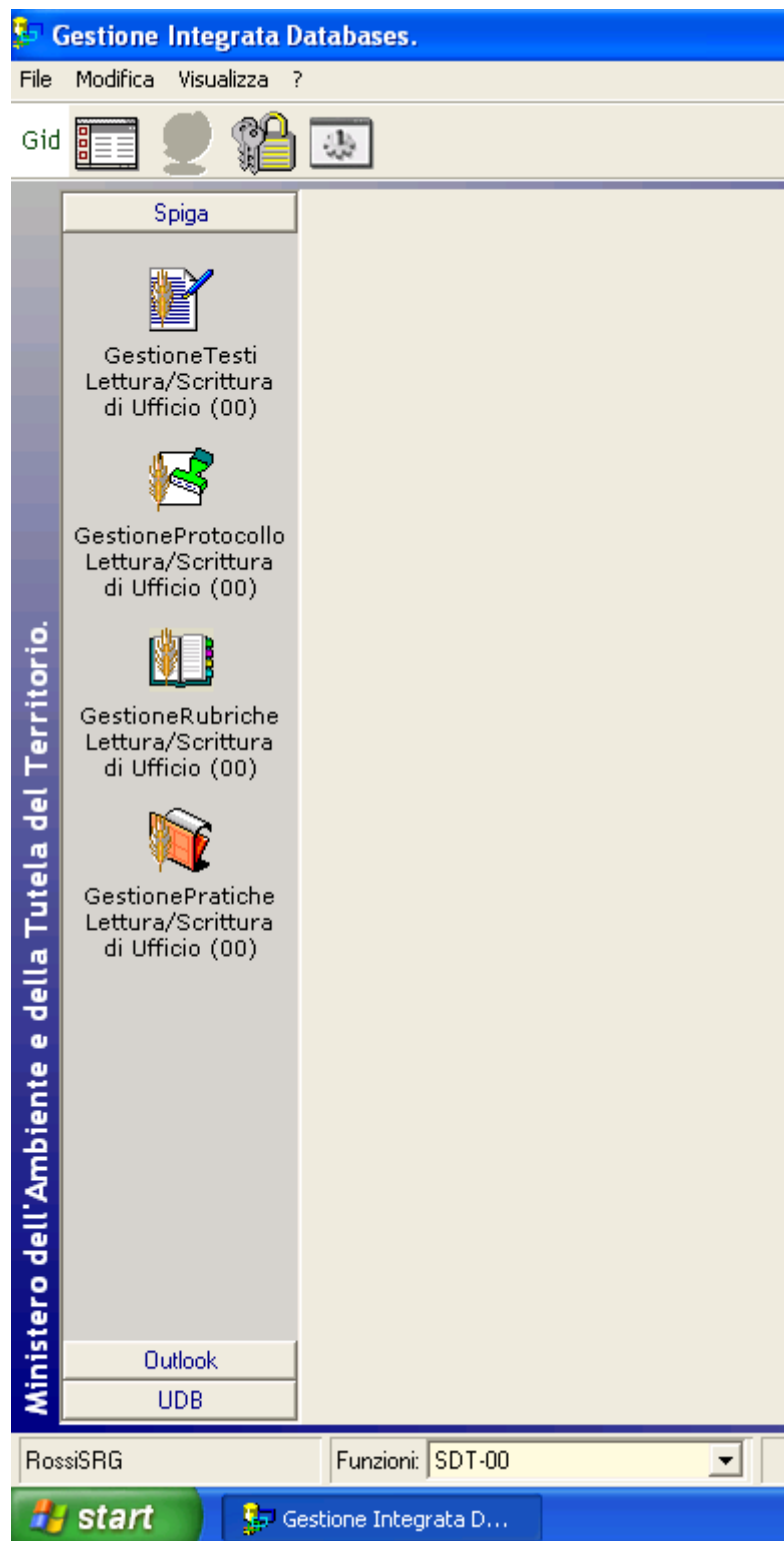 Gestione Integrata Databases.
File Modifica Visualizza ?
Gid
Spiga
GestioneTesti
Lettura/Scrittura
di Ufficio (00)
GestioneProtocollo
Lettura/Scrittura
di Ufficio (00)
GestioneRubriche
Lettura/Scrittura
di Ufficio (00)
GestionePratiche
Lettura/Scrittura
di Ufficio (00)
Ministero dell'Ambiente e della Tutela del Territorio.
Outlook
UDB
RossiSRG Funzioni: SDT-00
start Gestione Integrata D...